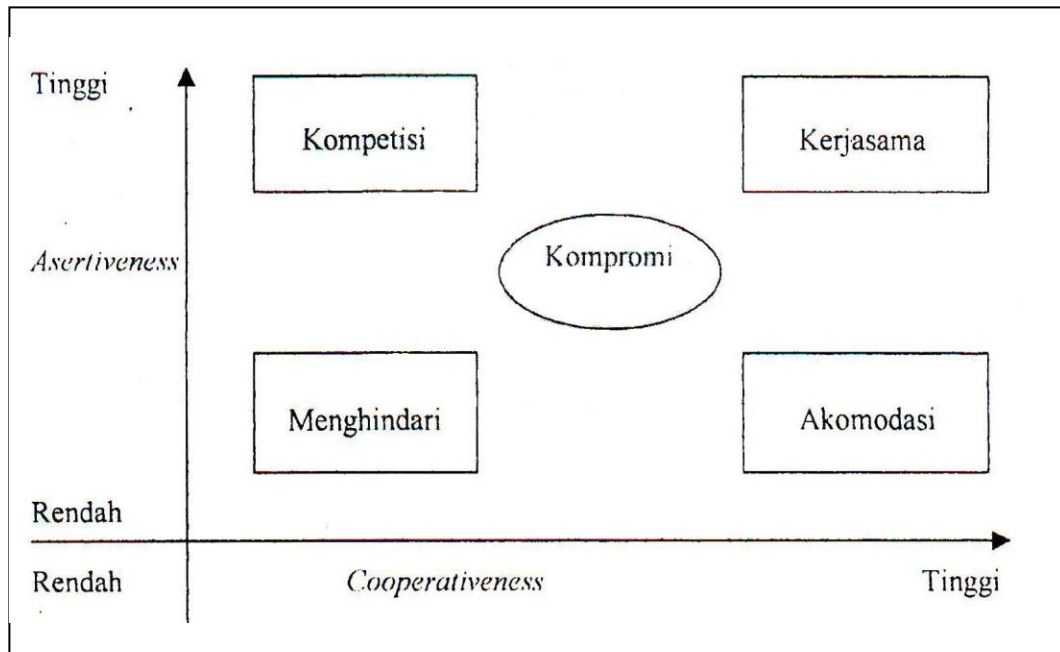 Tinggi
Kompetisi
Kerjasama
Asertiveness
Kompromi
Menghindari
Akomodasi
Rendah
Rendah
Cooperativeness
Tinggi